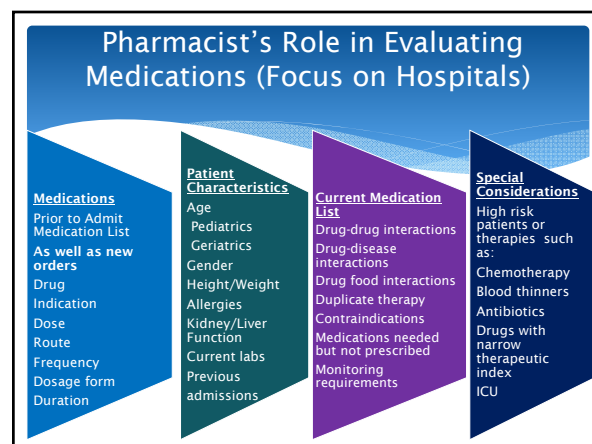 Pharmacist's Role in Evaluating
Medications (Focus on Hospitals)
Medications
Prior to Admit
Medication List
As well as new
orders
Drug
Indication
Dose
Route
Frequency
Dosage form
Duration
Patient
Characteristics
Age
Pediatrics
Geriatrics
Gender
Height/Weight
Allergies
Kidney/Liver
Function
Current labs
Previous
admissions
Current Medication
List
Drug-drug interactions
Drug-disease
interactions
Drug food interactions
Duplicate therapy
Contraindications
Medications needed
but not prescribed
Monitoring
requirements
Special
Considerations
High risk
patients or
therapies such
as:
Chemotherapy
Blood thinners
Antibiotics
Drugs with
narrow
therapeutic
index
ICU